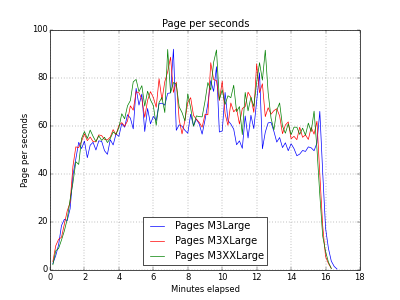 Page per seconds
100
80
60
40
20
0
Page per seconds
0 2 4 6 8 10 12 14 16 18
Minutes elapsed
Pages M3Large
Pages M3XLarge
Pages M3XXLarge